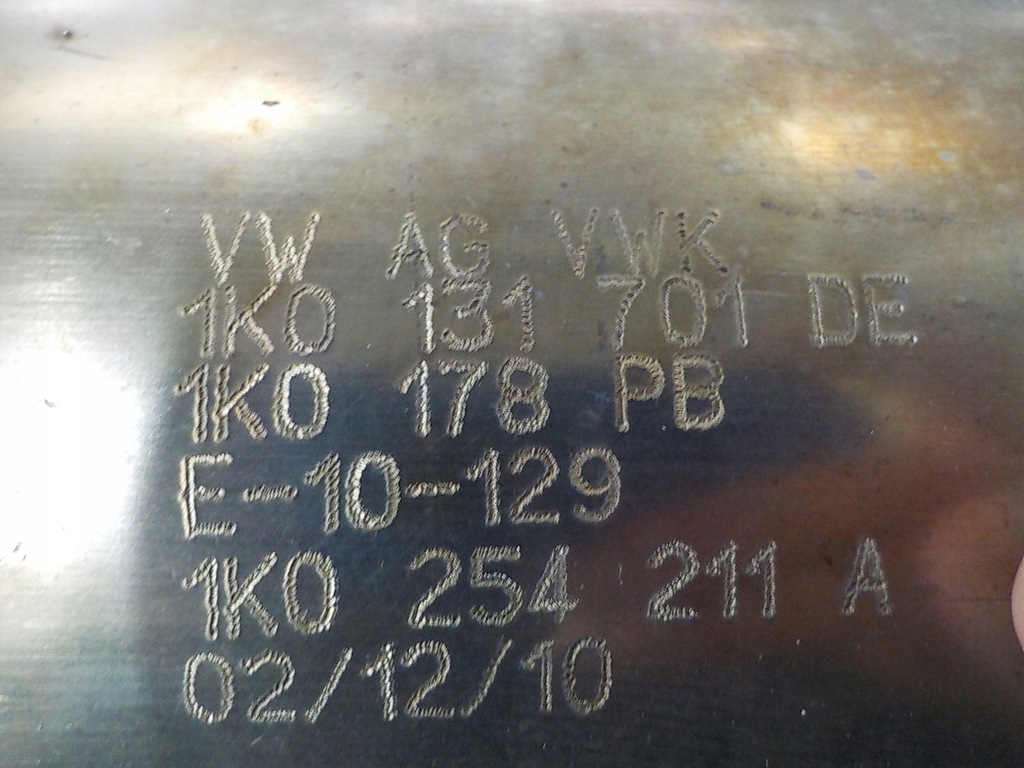 VW AG VWK
1K0 131 701 DE
1K0 178 PB
E-10-129
1K0 254 211 A
02/12/10